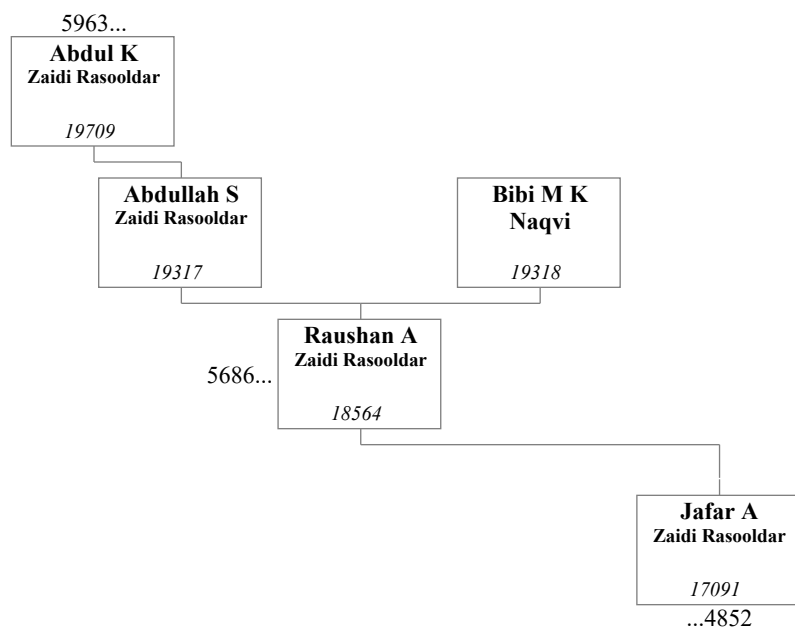 5963...
Abdul K
Zaidi Rasooldar
19709
Abdullah S
Zaidi Rasooldar
19317
Bibi M K
Naqvi
19318
Raushan A
Zaidi Rasooldar
5686...
18564
Jafar A
Zaidi Rasooldar
17091
...4852